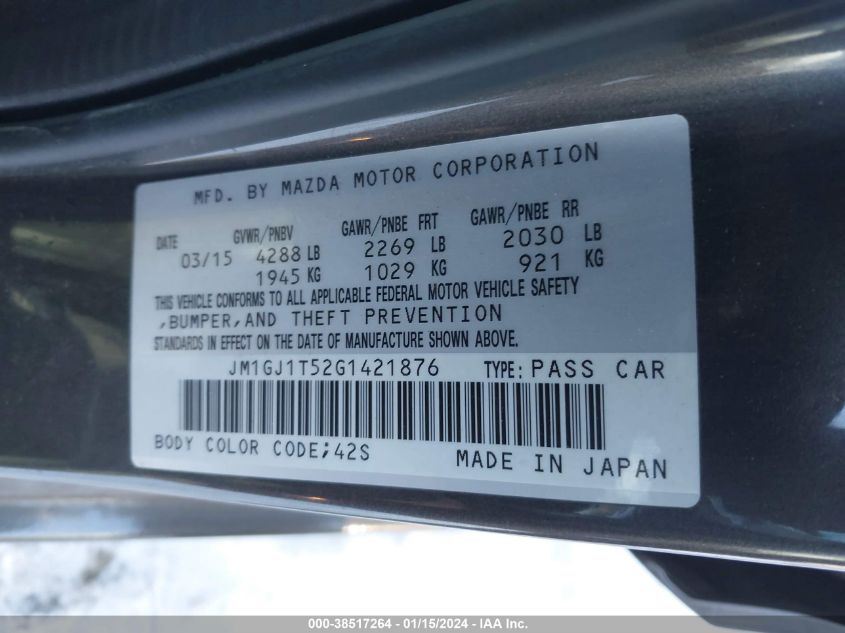 MFD. BY MAZDA MOTOR CORPORATION
DATE GVWR/PNBV GAWR/PNBE FRT GAWR/PNBE RR
03/15 4288 LB 2269 LB 2030 LB
1945 KG 1029 KG 921 KG
THIS VEHICLE CONFORMS TO ALL APPLICABLE FEDERAL MOTOR VEHICLE SAFETY
,BUMPER,AND THEFT PREVENTION
STANDARDS IN EFFECT ON THE DATE OF MANUFACTURE SHOWN ABOVE.
JM1GJ1T52G1421876 TYPE: PASS CAR
BODY COLOR CODE;42S MADE IN JAPAN
000-38517264 - 01/15/2024 - IAA Inc.